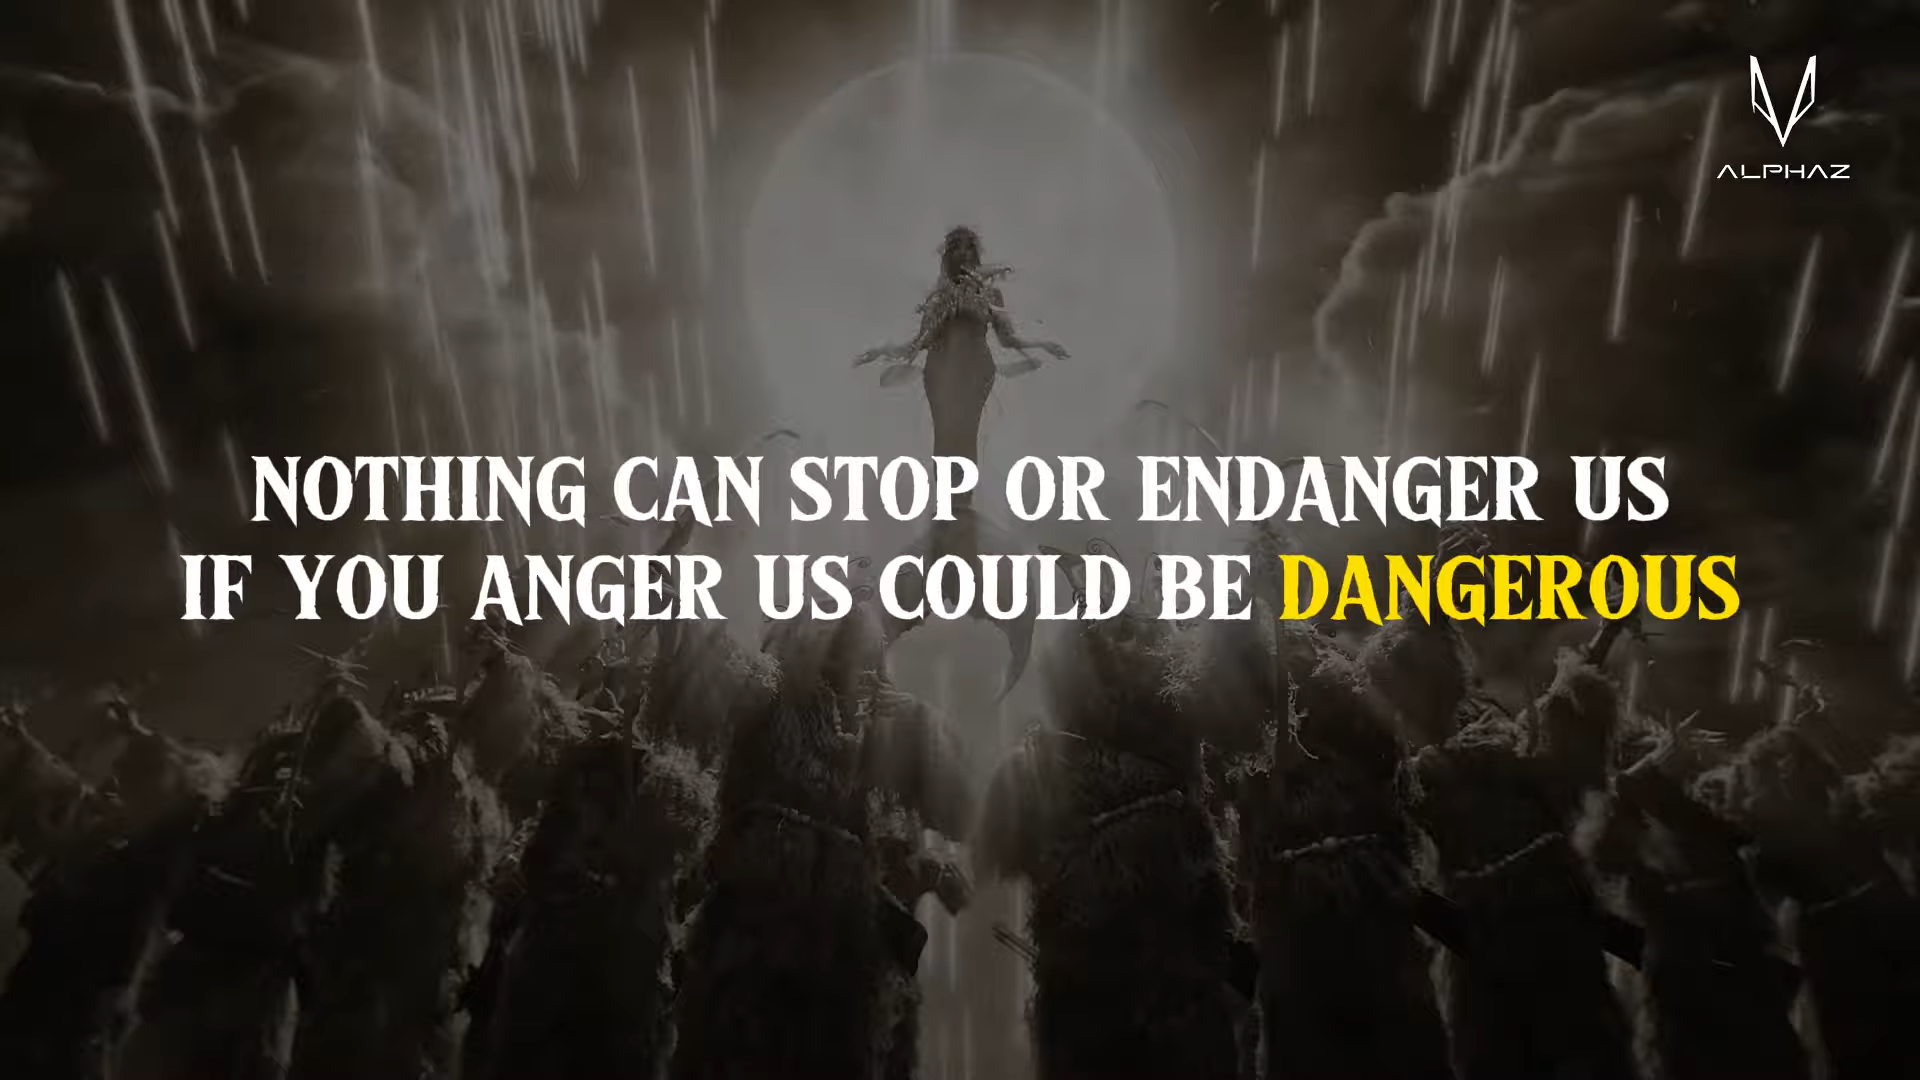 ALPHAZ
NOTHING CAN STOP OR ENDANGER US
IF YOU ANGER US COULD BE DANGEROUS